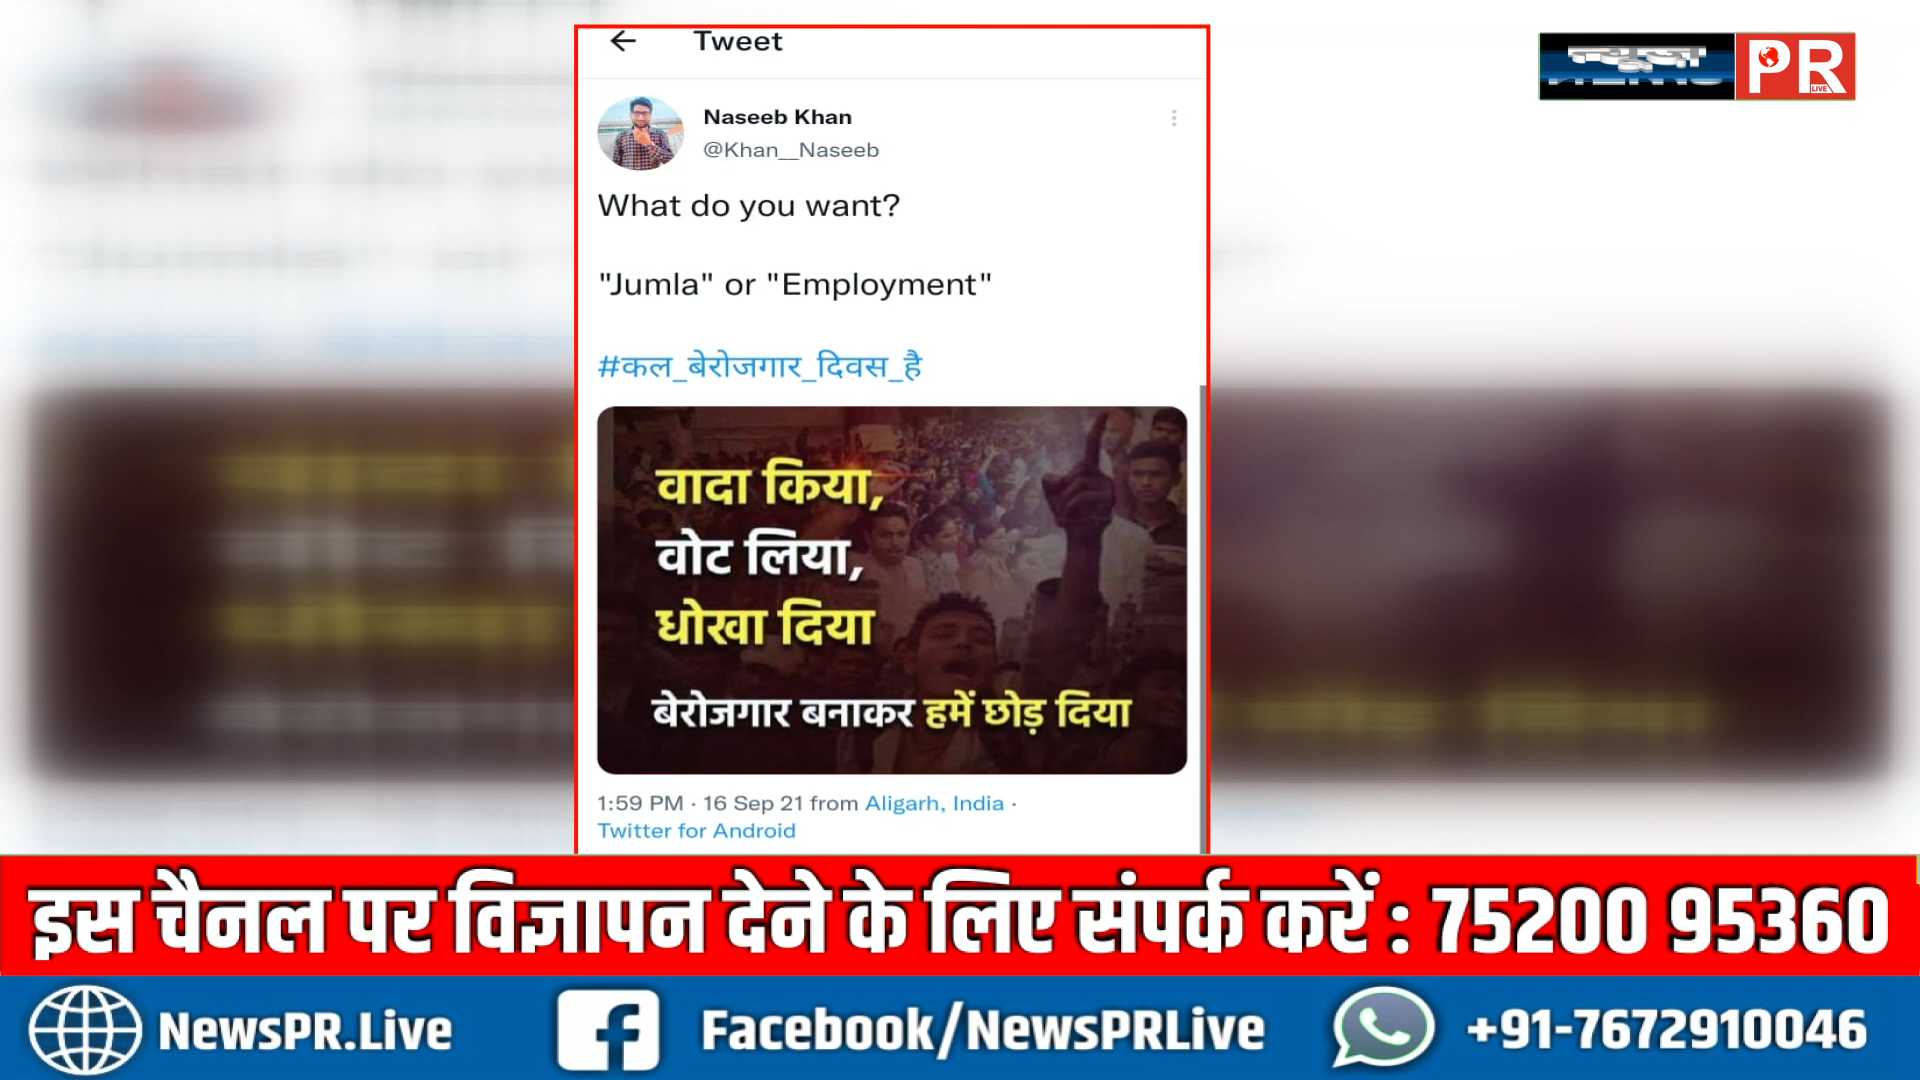 Tweet
न्यूज़
PR
LIVE
Naseeb Khan
@Khan__Naseeb
What do you want?
"Jumla" or "Employment"
#कल_बेरोजगार_दिवस_है
वादा किया,
वोट लिया,
धोखा दिया
बेरोजगार बनाकर हमें छोड़ दिया
1:59 PM · 16 Sep 21 from Aligarh, India ·
Twitter for Android
इस चैनल पर विज्ञापन देने के लिए संपर्क करें : 75200 95360
NewsPR.Live
Facebook/NewsPRLive
+91-7672910046